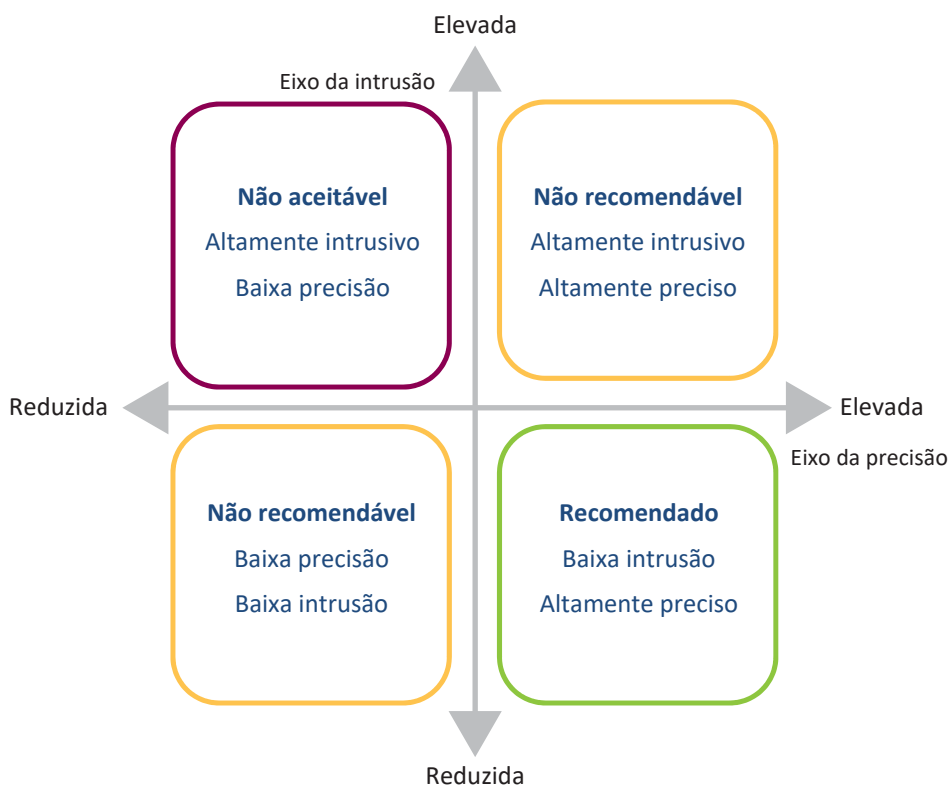 Elevada
Eixo da intrusão
Não aceitável
Altamente intrusivo
Baixa precisão
Não recomendável
Altamente intrusivo
Altamente preciso
Reduzida
Elevada
Eixo da precisão
Não recomendável
Baixa precisão
Baixa intrusão
Recomendado
Baixa intrusão
Altamente preciso
Reduzida